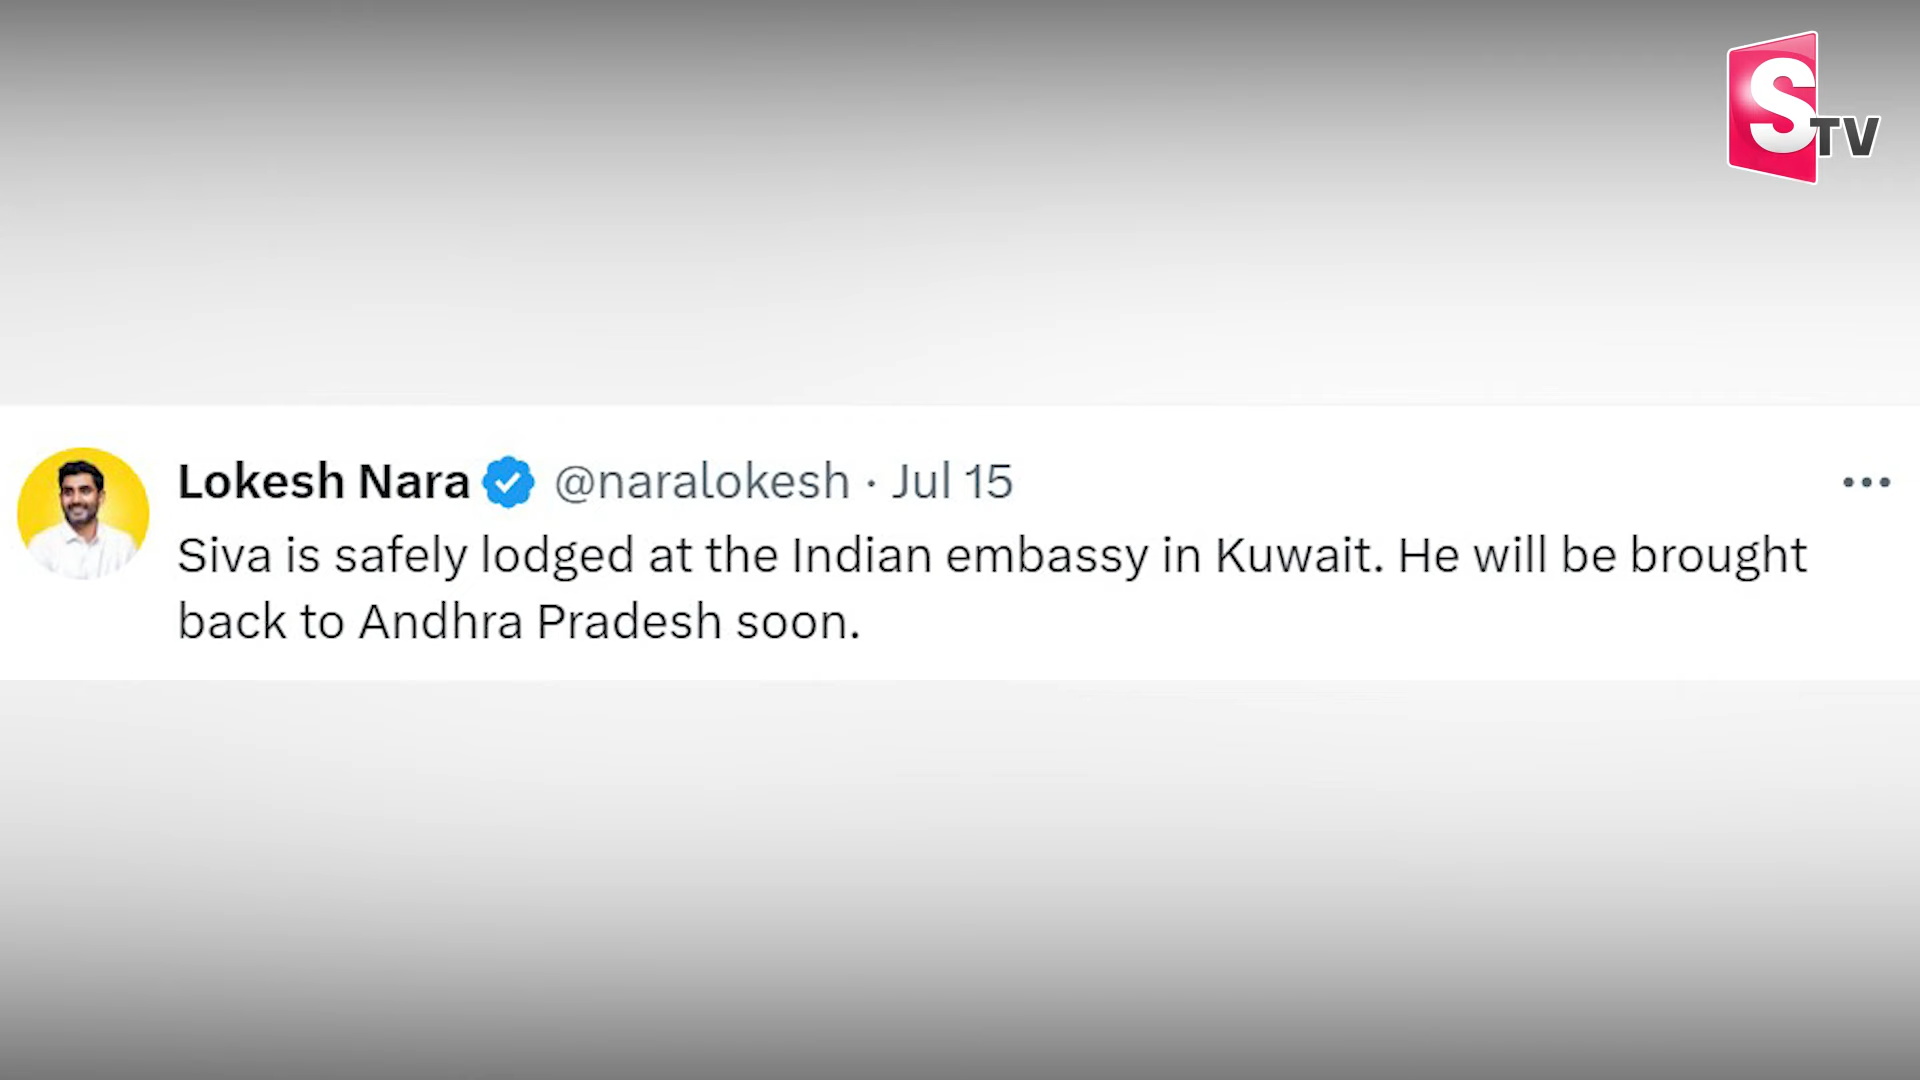 S TV
Lokesh Nara @naralokesh · Jul 15
Siva is safely lodged at the Indian embassy in Kuwait. He will be brought
back to Andhra Pradesh soon.